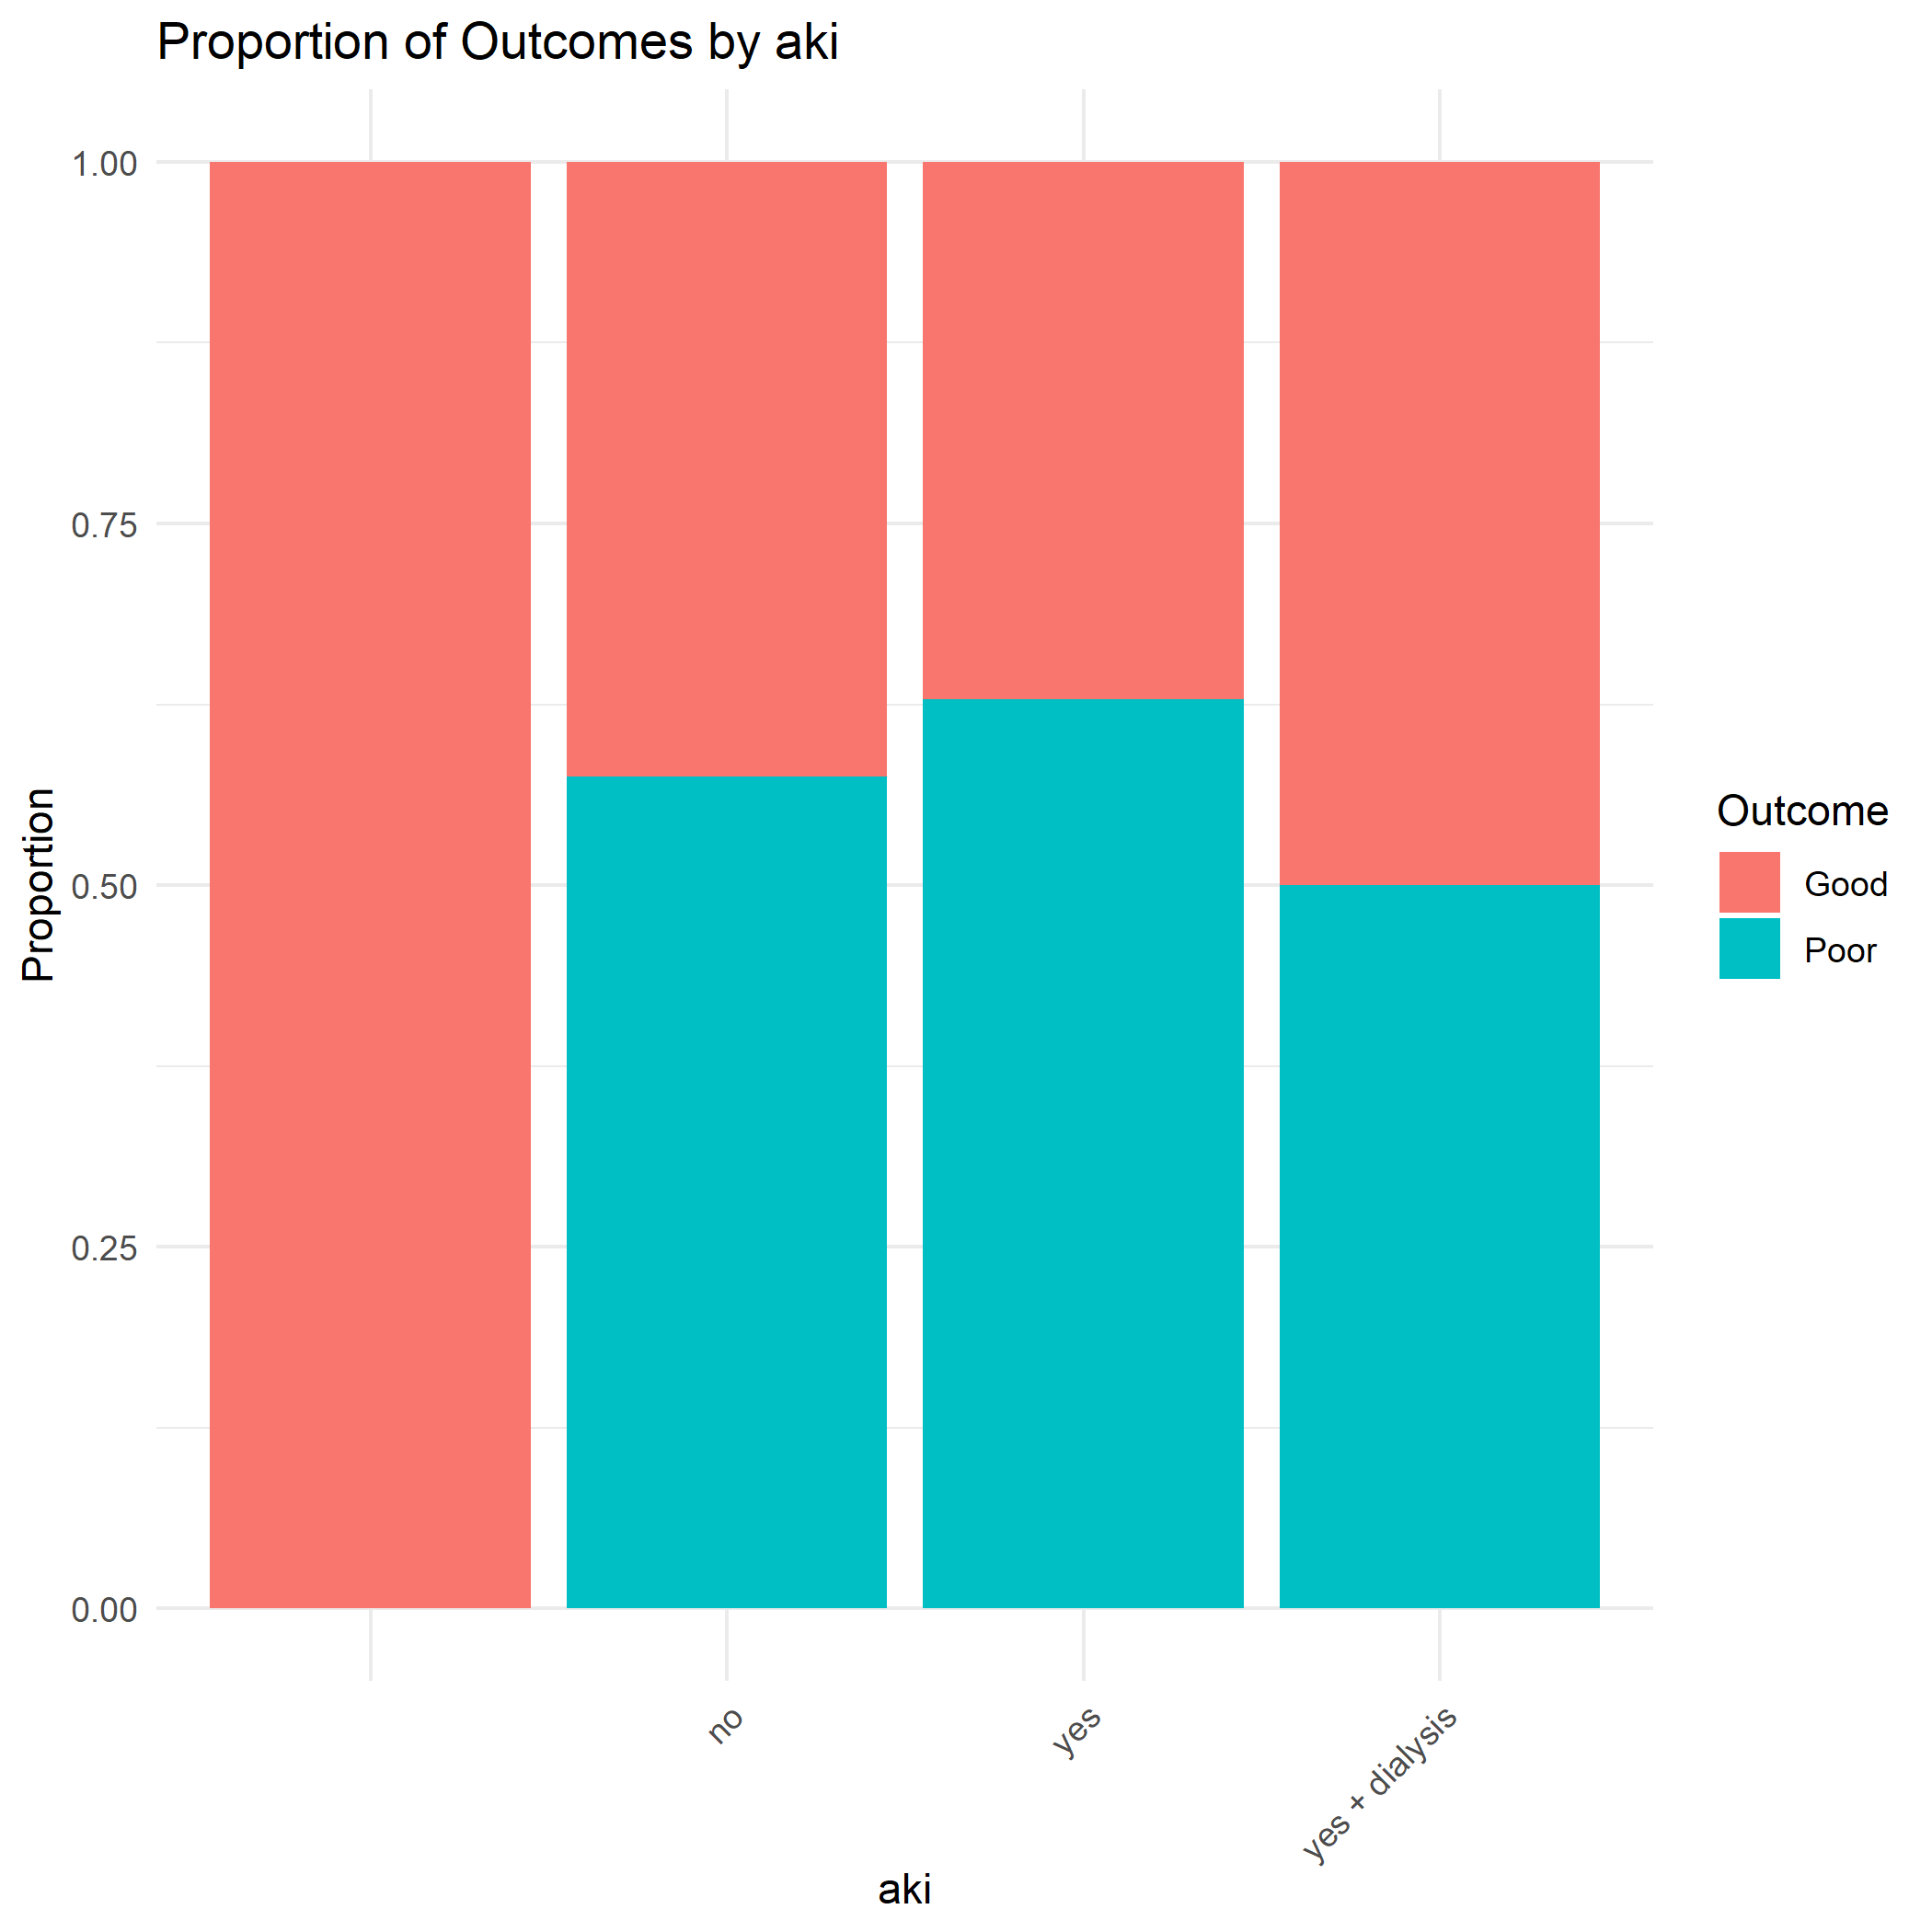 Proportion of Outcomes by aki
1.00
0.75
0.50
0.25
0.00
Proportion
no
yes
yes + dialysis
aki
Outcome
Good
Poor